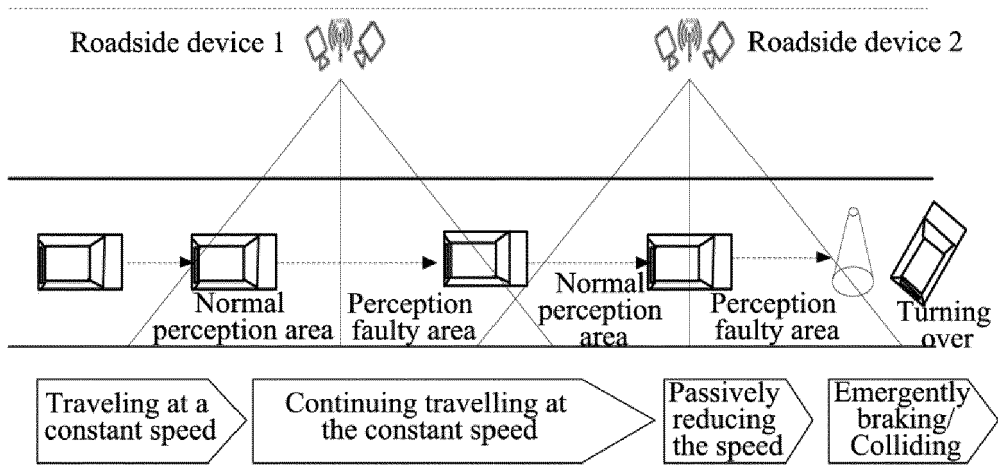 Roadside device 1
Roadside device 2
Normal
perception area
Perception
faulty area
Normal
perception
area
Perception
faulty area
Turning
over
Traveling at a
constant speed
Continuing travelling at
the constant speed
Passively
reducing
the speed
Emergently
braking/
Colliding